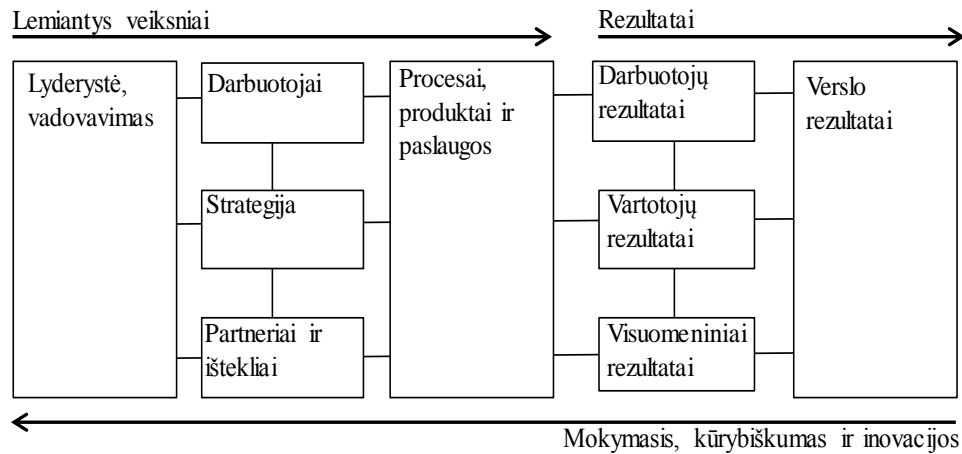 Lemiantys veiksniai
Rezultatai
Lyderystė,
vadovavimas
Darbuotojai
Strategija
Partneriai ir
ištekliai
Procesai,
produktai ir
paslaugos
Darbuotojų
rezultatai
Vartotojų
rezultatai
Visuomeniniai
rezultatai
Verslo
rezultatai
Mokymasis, kūrybiškumas ir inovacijos